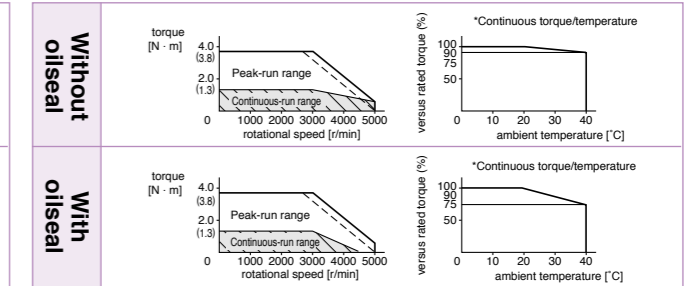 Without
oilseal
torque
[N · m]
4.0
(3.8)
2.0
(1.3)
Peak-run range
Continuous-run range
0 1000 2000 3000 4000 5000
rotational speed [r/min]
*Continuous torque/temperature
versus rated torque (%)
100
90
75
50
0 10 20 30 40
ambient temperature [˚C]
With
oilseal
torque
[N · m]
4.0
(3.8)
2.0
(1.3)
Peak-run range
Continuous-run range
0 1000 2000 3000 4000 5000
rotational speed [r/min]
*Continuous torque/temperature
versus rated torque (%)
100
90
75
50
0 10 20 30 40
ambient temperature [˚C]